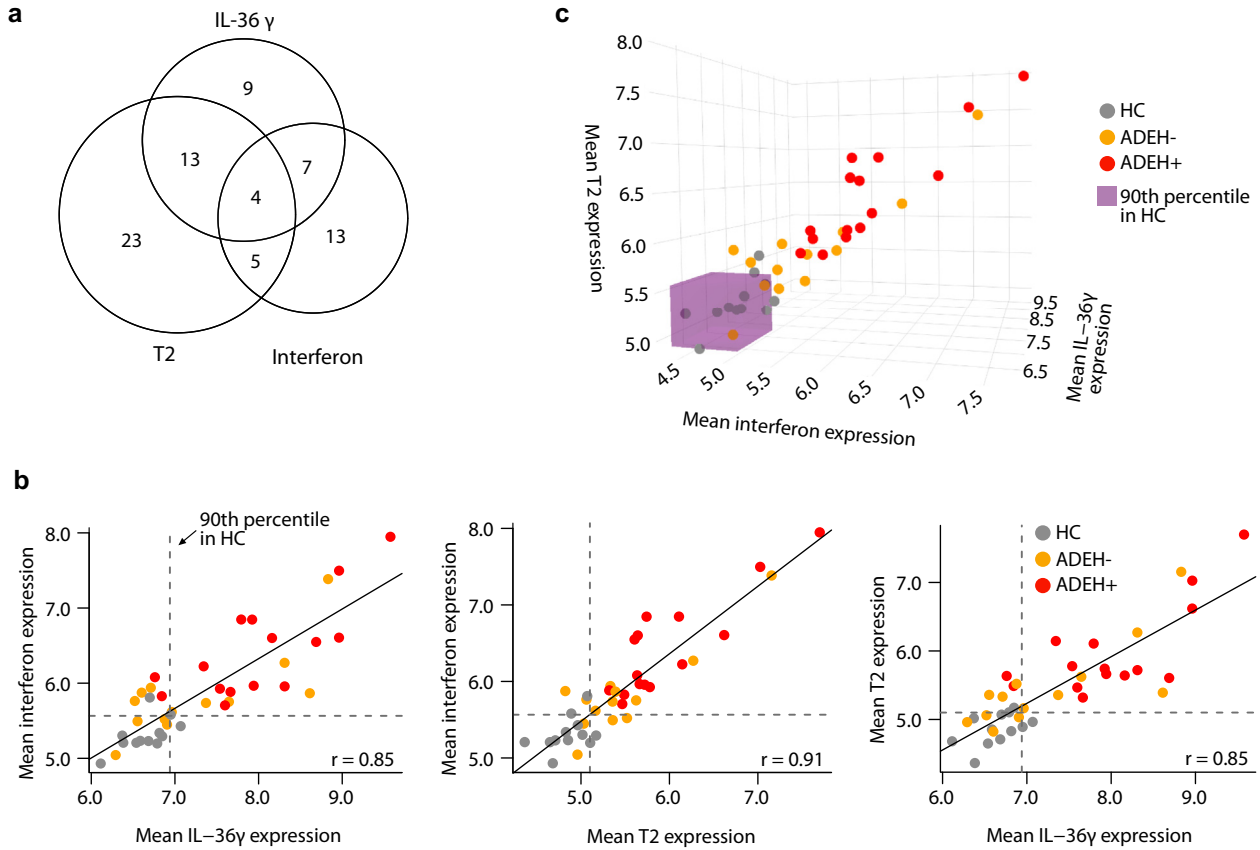 a
IL-36 γ
9
13
7
4
23
13
5
T2
Interferon
c
8.0
7.5
7.0
6.5
6.0
5.5
5.0
Mean T2 expression
4.5
5.0
5.5
6.0
6.5
7.0
7.5
Mean interferon expression
9.5
8.5
7.5
6.5
Mean IL−36γ
expression
HC
ADEH-
ADEH+
90th percentile
in HC
b
90th percentile
in HC
8.0
7.0
6.0
5.0
Mean interferon expression
r = 0.85
6.0
7.0
8.0
9.0
Mean IL−36γ expression
8.0
7.0
6.0
5.0
Mean interferon expression
r = 0.91
5.0
6.0
7.0
Mean T2 expression
HC
ADEH-
ADEH+
7.0
6.0
5.0
Mean T2 expression
r = 0.85
6.0
7.0
8.0
9.0
Mean IL−36γ expression